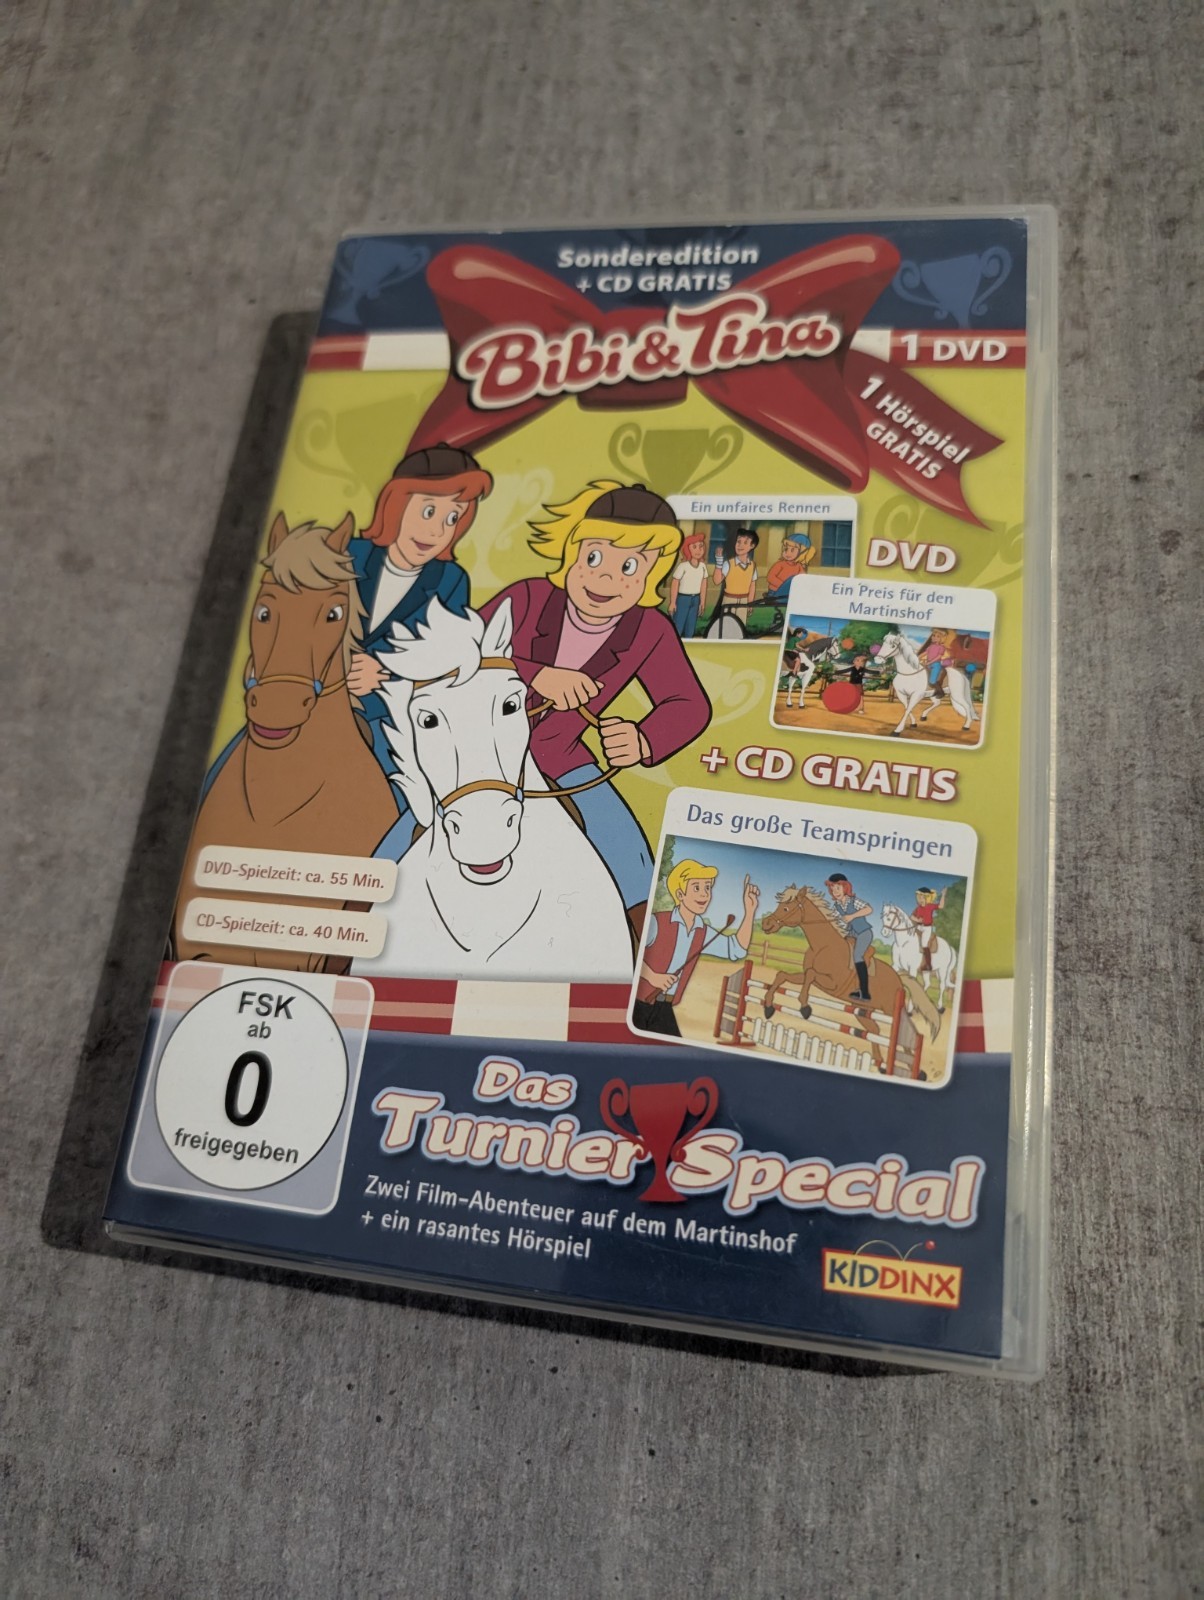 Sonderedition
+ CD GRATIS
Bibi & Tina
1 DVD
1 Hörspiel
GRATIS
Ein unfaires Rennen
DVD
Ein Preis für den
Martinshof
+ CD GRATIS
Das große Teamspringen
DVD-Spielzeit: ca. 55 Min.
CD-Spielzeit: ca. 40 Min.
FSK
ab
0
freigegeben
Das
Turnier Special
Zwei Film-Abenteuer auf dem Martinshof
+ ein rasantes Hörspiel
KIDDINX